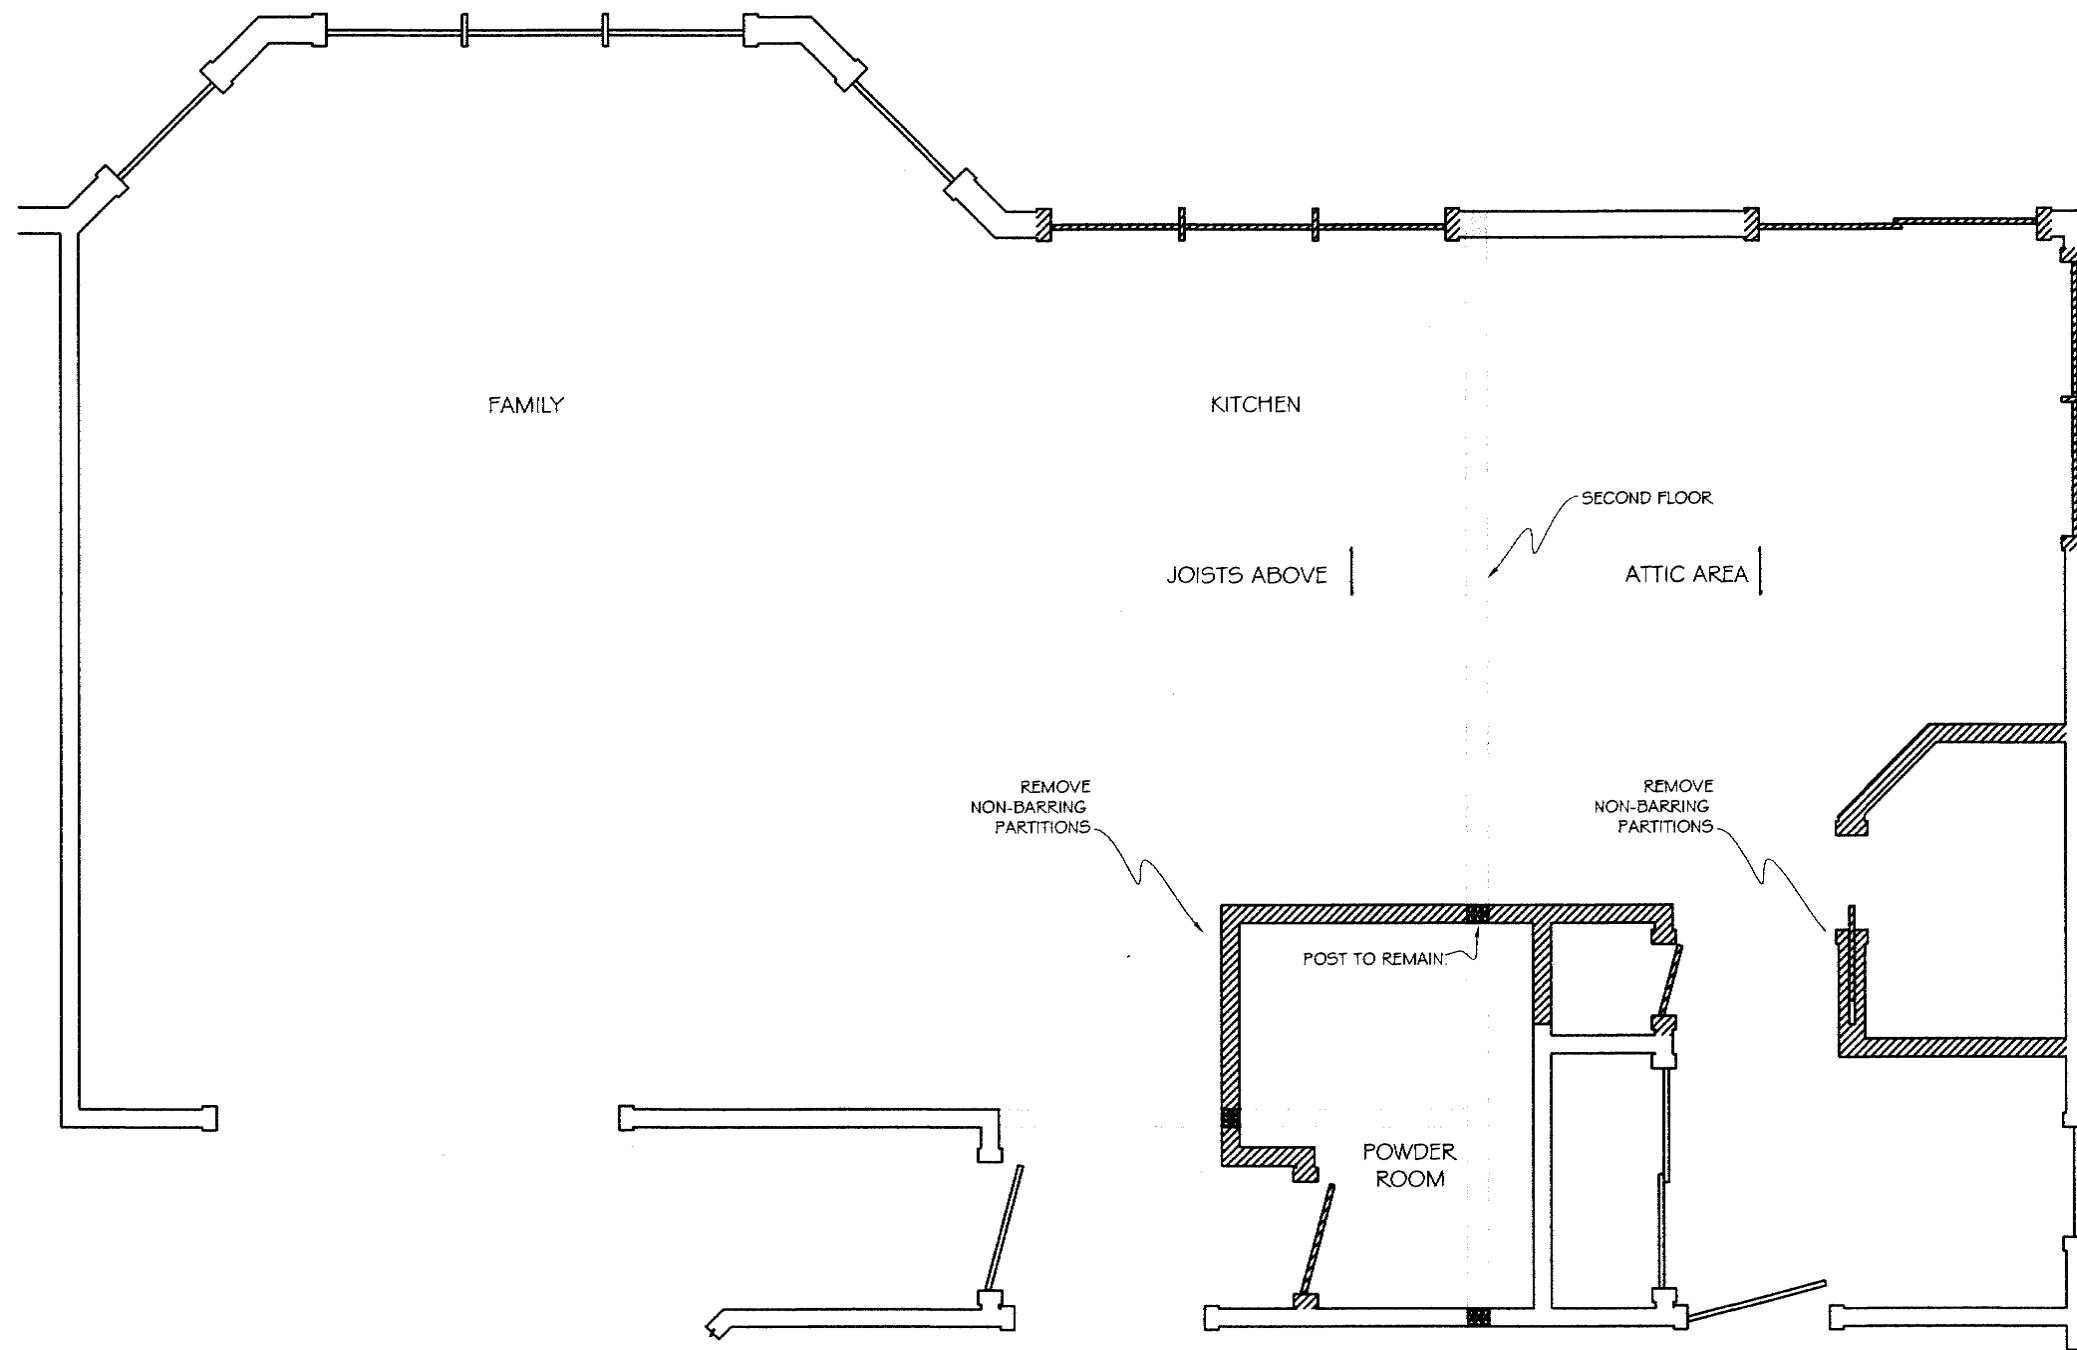 FAMILY
KITCHEN
SECOND FLOOR
JOISTS ABOVE
ATTIC AREA
REMOVE
NON-BARRING
PARTITIONS
REMOVE
NON-BARRING
PARTITIONS
POST TO REMAIN.
POWDER
ROOM